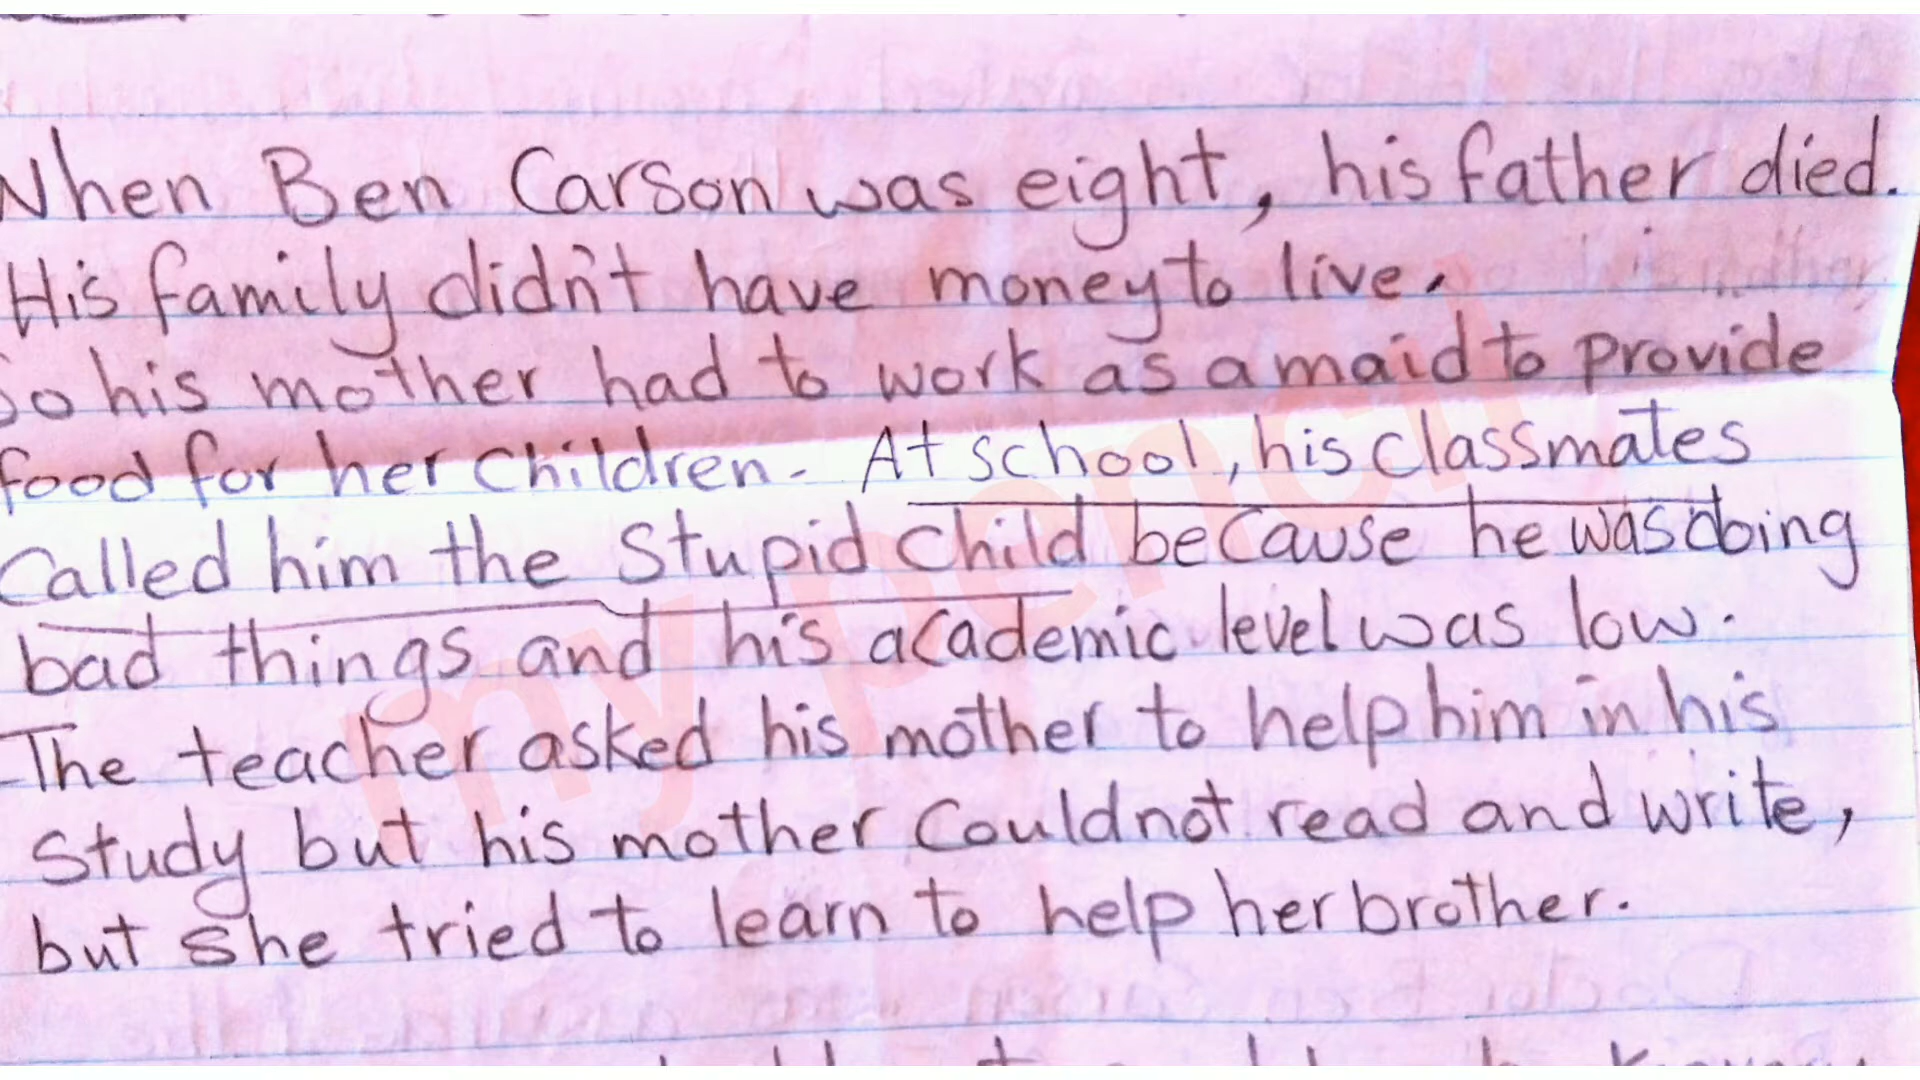 When Ben Carson was eight, his father died.
His family didn't have money to live.
So his mother had to work as a maid to provide
food for her children. At school, his classmates
Called him the Stupid child because he was doing
bad things and his academic level was low.
The teacher asked his mother to help him in his
study but his mother Could not read and write,
but she tried to learn to help her brother.
my pencil